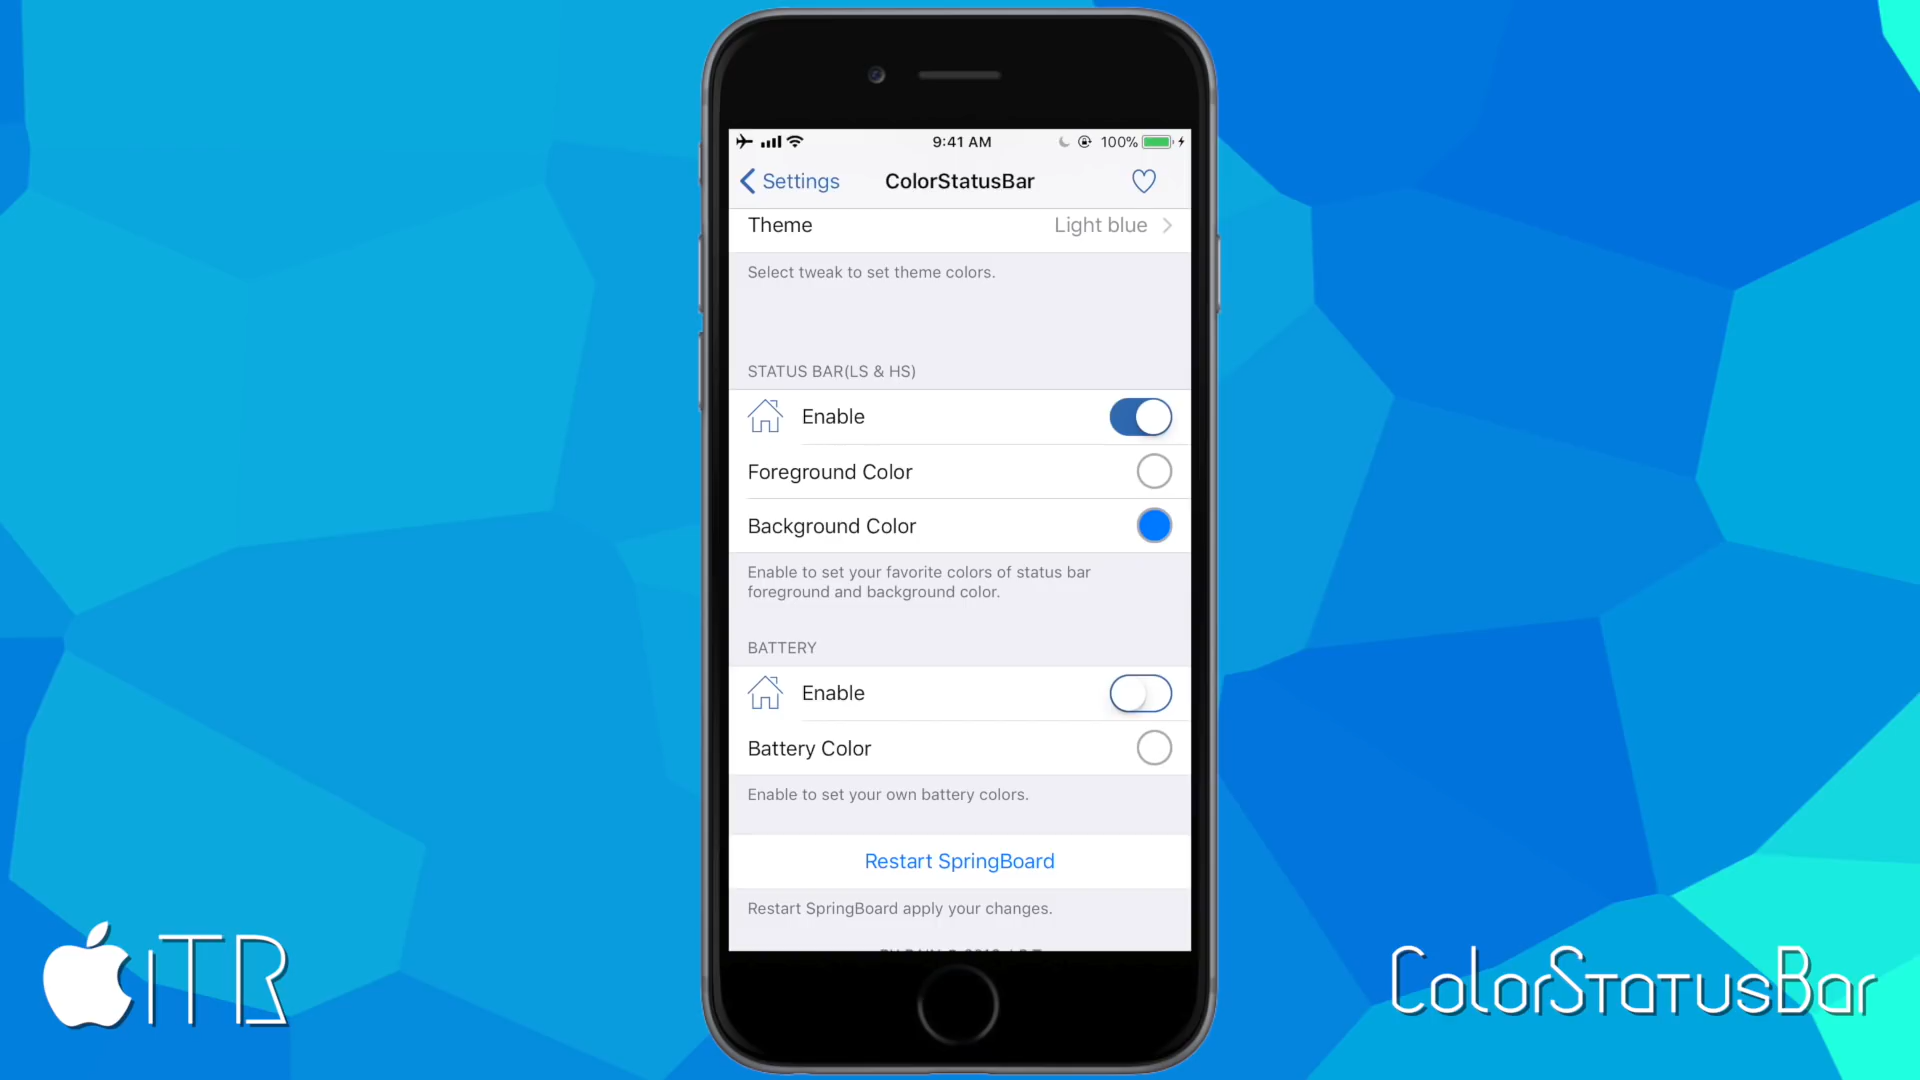 9:41 AM
100%
Settings
ColorStatusBar
Theme
Light blue
Select tweak to set theme colors.
STATUS BAR(LS & HS)
Enable
Foreground Color
Background Color
Enable to set your favorite colors of status bar
foreground and background color.
BATTERY
Enable
Battery Color
Enable to set your own battery colors.
Restart SpringBoard
Restart SpringBoard apply your changes.
iTR
ColorStatusBar